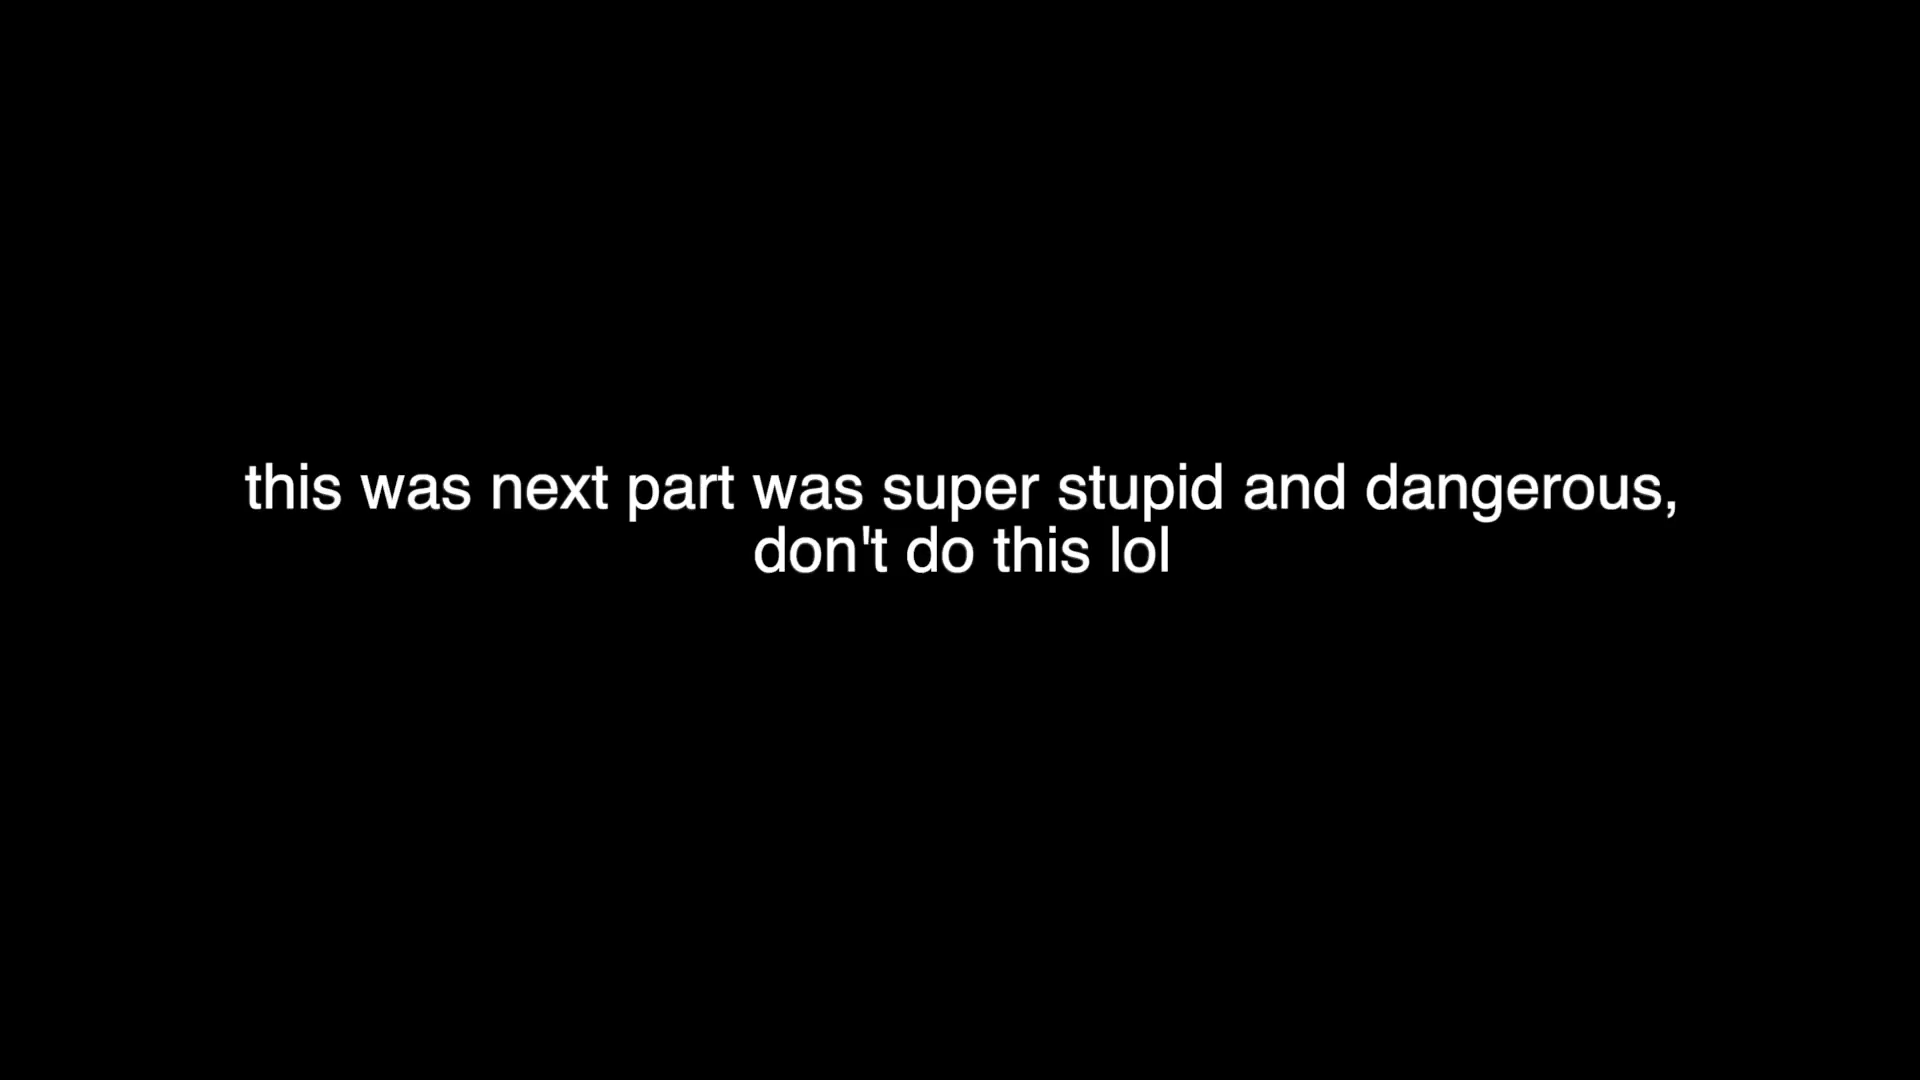 this was next part was super stupid and dangerous,
don't do this lol